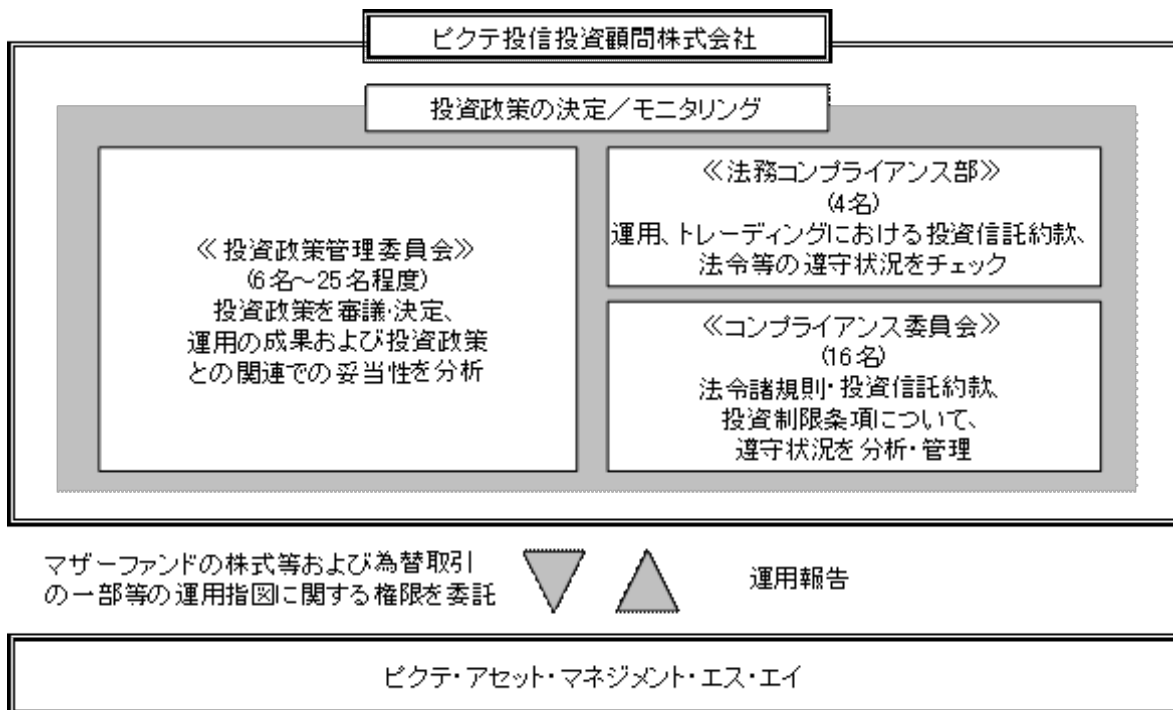 ピクテ投信投資顧問株式会社
投資政策の決定／モニタリング
≪投資政策管理委員会≫
(6名～25名程度)
投資政策を審議･決定、
運用の成果および投資政策
との関連での妥当性を分析
≪法務コンプライアンス部≫
(4名)
運用、トレーディングにおける投資信託約款、
法令等の遵守状況をチェック
≪コンプライアンス委員会≫
(16名)
法令諸規則・投資信託約款、
投資制限条項について、
遵守状況を分析・管理
マザーファンドの株式等および為替取引
の一部等の運用指図に関する権限を委託
運用報告
ピクテ・アセット・マネジメント・エス・エイ